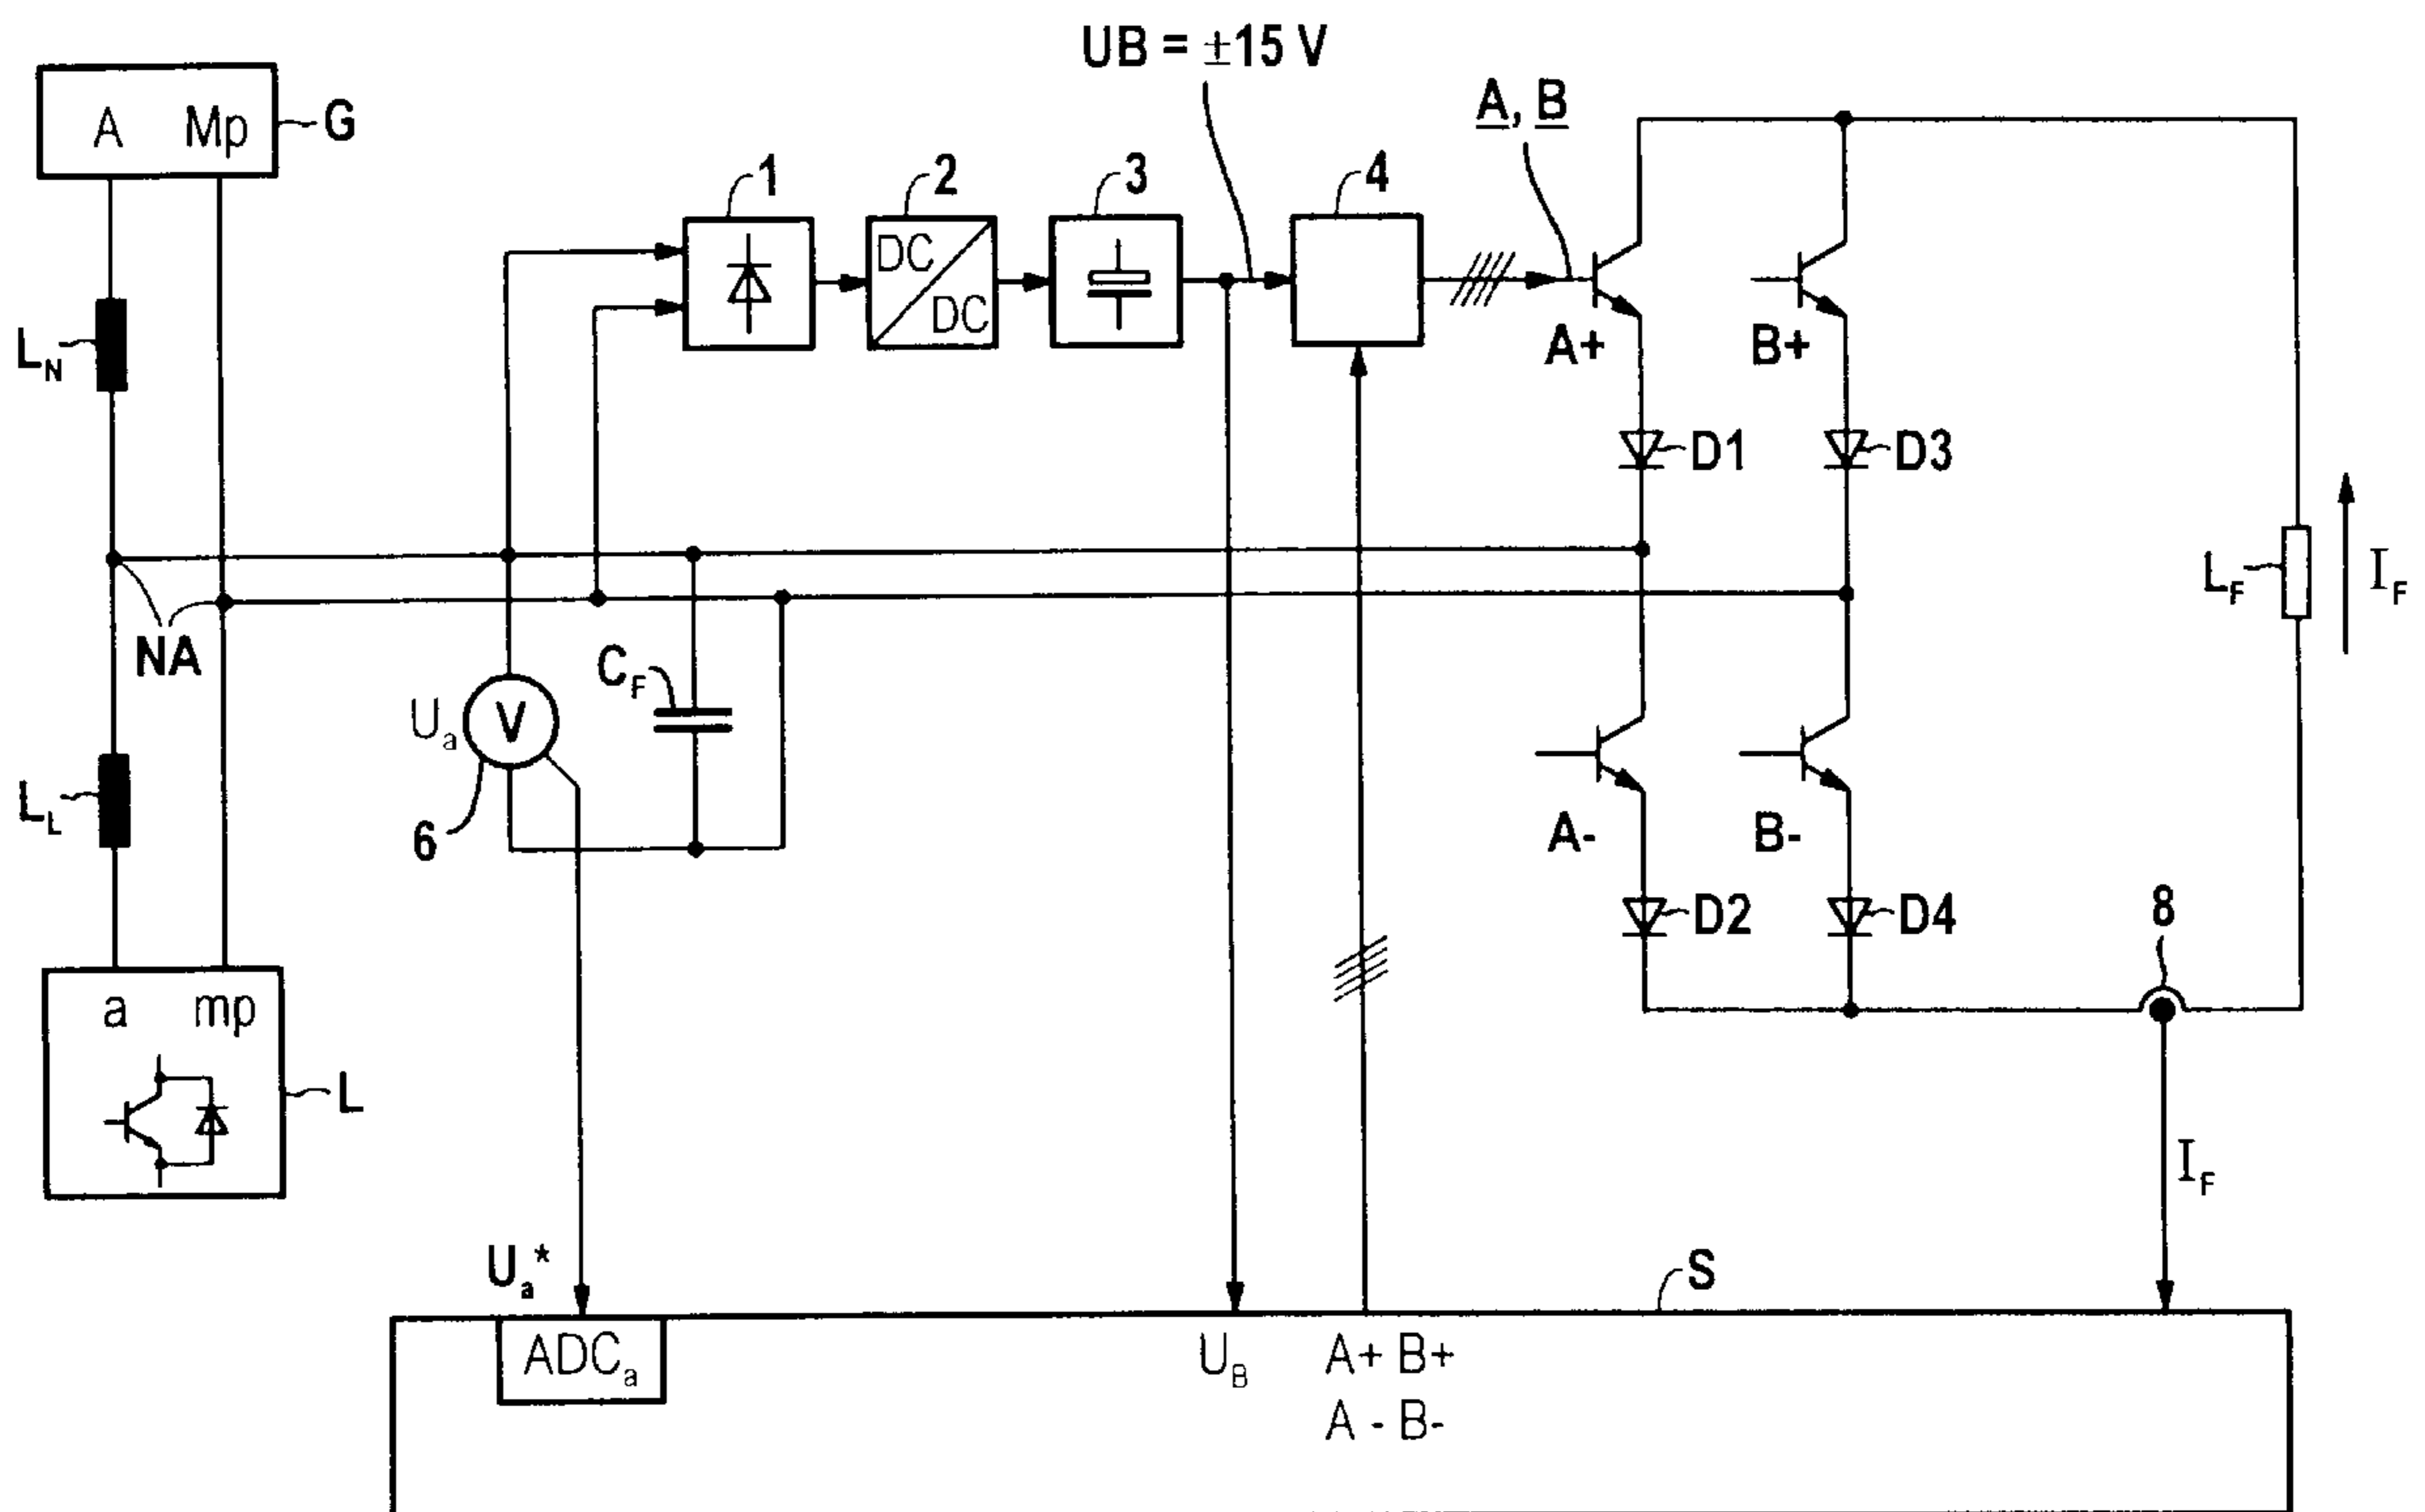 UB = ±15 V
A Mp
G
A, B
1
2
3
4
DC
DC
L_N
A+
B+
D1
D3
L_F
I_F
NA
C_F
U_a
V
6
L_L
A-
B-
D2
D4
8
a mp
L
I_F
U_a*
S
ADC_a
U_B
A+ B+
A - B-